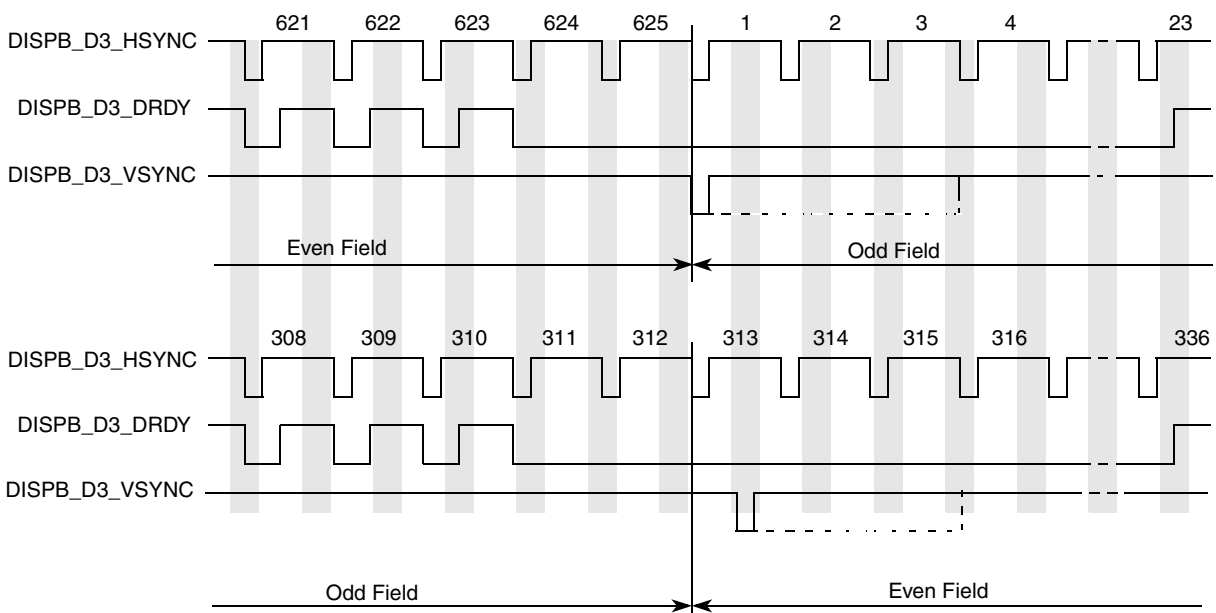 621 622 623 624 625 1 2 3 4 23
DISPB_D3_HSYNC
DISPB_D3_DRDY
DISPB_D3_VSYNC
Even Field Odd Field
308 309 310 311 312 313 314 315 316 336
DISPB_D3_HSYNC
DISPB_D3_DRDY
DISPB_D3_VSYNC
Odd Field Even Field